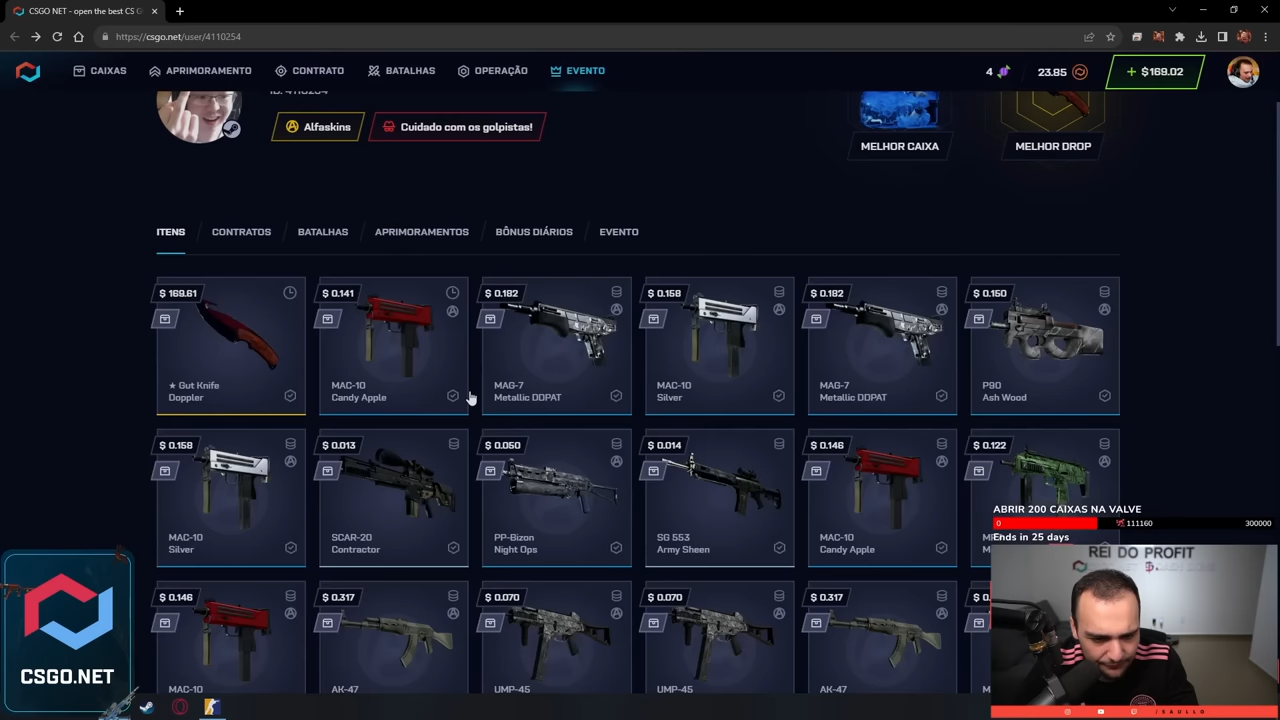 CSGO NET - open the best CS G
https://csgo.net/user/4110254
CAIXAS
APRIMORAMENTO
CONTRATO
BATALHAS
OPERAÇÃO
EVENTO
4
23.85
+ $169.02
ID: 4110254
Alfaskins
Cuidado com os golpistas!
MELHOR CAIXA
MELHOR DROP
ITENS
CONTRATOS
BATALHAS
APRIMORAMENTOS
BÔNUS DIÁRIOS
EVENTO
$ 169.61
★ Gut Knife
Doppler
$ 0.141
MAC-10
Candy Apple
$ 0.182
MAG-7
Metallic DDPAT
$ 0.158
MAC-10
Silver
$ 0.182
MAG-7
Metallic DDPAT
$ 0.150
P90
Ash Wood
$ 0.158
MAC-10
Silver
$ 0.013
SCAR-20
Contractor
$ 0.050
PP-Bizon
Night Ops
$ 0.014
SG 553
Army Sheen
$ 0.146
MAC-10
Candy Apple
$ 0.122
$ 0.146
MAC-10
$ 0.317
AK-47
$ 0.070
UMP-45
$ 0.070
UMP-45
$ 0.317
AK-47
ABRIR 200 CAIXAS NA VALVE
0
111160
300000
Ends in 25 days
REI DO PROFIT
/SAULLO
CSGO.NET